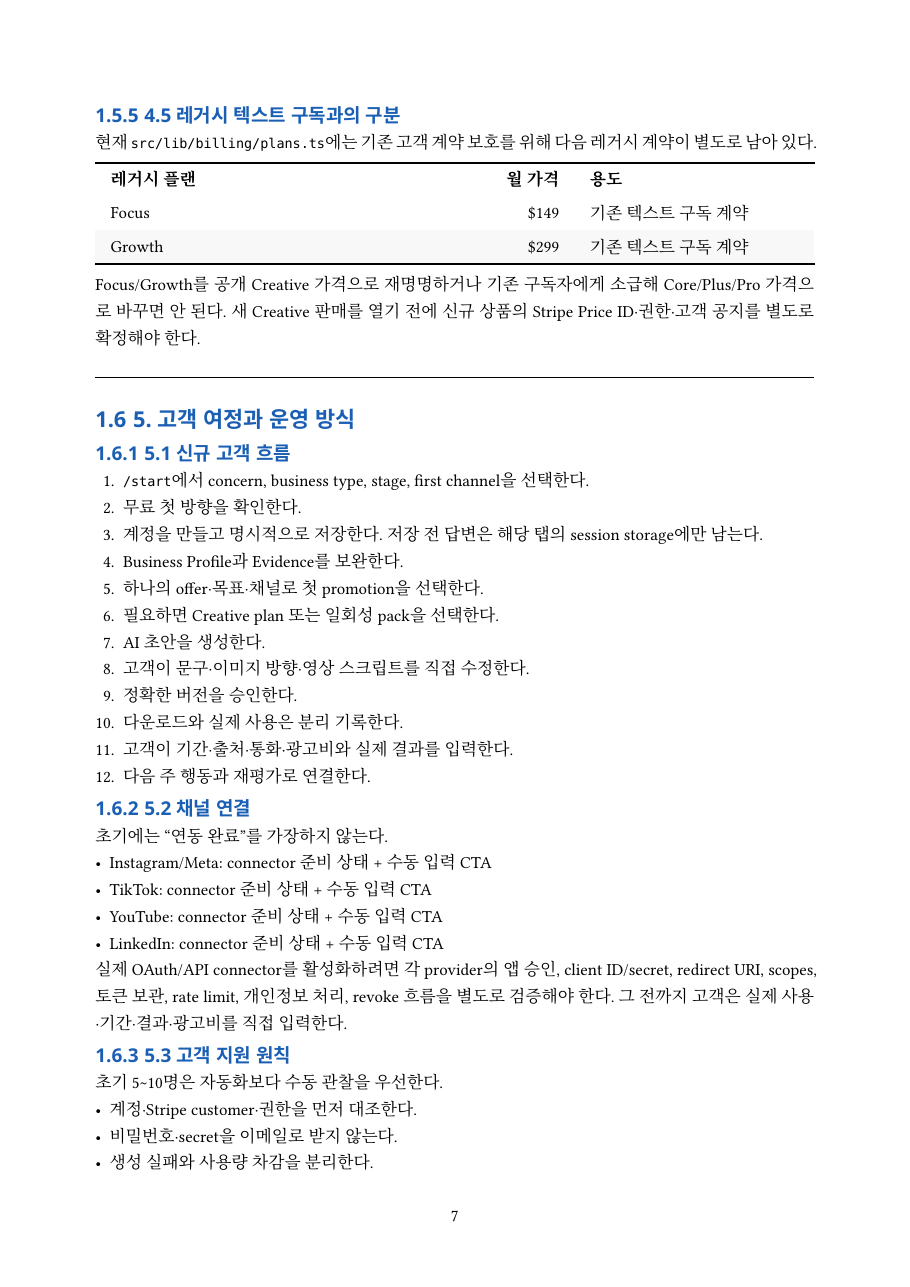 1.5.5 4.5 레거시 텍스트 구독과의 구분
현재 src/lib/billing/plans.ts에는 기존 고객 계약 보호를 위해 다음 레거시 계약이 별도로 남아 있다.
레거시 플랜 월 가격 용도
Focus $149 기존 텍스트 구독 계약
Growth $299 기존 텍스트 구독 계약
Focus/Growth를 공개 Creative 가격으로 재명명하거나 기존 구독자에게 소급해 Core/Plus/Pro 가격으
로 바꾸면 안 된다. 새 Creative 판매를 열기 전에 신규 상품의 Stripe Price ID·권한·고객 공지를 별도로
확정해야 한다.
1.6 5. 고객 여정과 운영 방식
1.6.1 5.1 신규 고객 흐름
1. /start에서 concern, business type, stage, first channel을 선택한다.
2. 무료 첫 방향을 확인한다.
3. 계정을 만들고 명시적으로 저장한다. 저장 전 답변은 해당 탭의 session storage에만 남는다.
4. Business Profile과 Evidence를 보완한다.
5. 하나의 offer·목표·채널로 첫 promotion을 선택한다.
6. 필요하면 Creative plan 또는 일회성 pack을 선택한다.
7. AI 초안을 생성한다.
8. 고객이 문구·이미지 방향·영상 스크립트를 직접 수정한다.
9. 정확한 버전을 승인한다.
10. 다운로드와 실제 사용은 분리 기록한다.
11. 고객이 기간·출처·통화·광고비와 실제 결과를 입력한다.
12. 다음 주 행동과 재평가로 연결한다.
1.6.2 5.2 채널 연결
초기에는 “연동 완료”를 가장하지 않는다.
• Instagram/Meta: connector 준비 상태 + 수동 입력 CTA
• TikTok: connector 준비 상태 + 수동 입력 CTA
• YouTube: connector 준비 상태 + 수동 입력 CTA
• LinkedIn: connector 준비 상태 + 수동 입력 CTA
실제 OAuth/API connector를 활성화하려면 각 provider의 앱 승인, client ID/secret, redirect URI, scopes,
토큰 보관, rate limit, 개인정보 처리, revoke 흐름을 별도로 검증해야 한다. 그 전까지 고객은 실제 사용
·기간·결과·광고비를 직접 입력한다.
1.6.3 5.3 고객 지원 원칙
초기 5~10명은 자동화보다 수동 관찰을 우선한다.
• 계정·Stripe customer·권한을 먼저 대조한다.
• 비밀번호·secret을 이메일로 받지 않는다.
• 생성 실패와 사용량 차감을 분리한다.
7